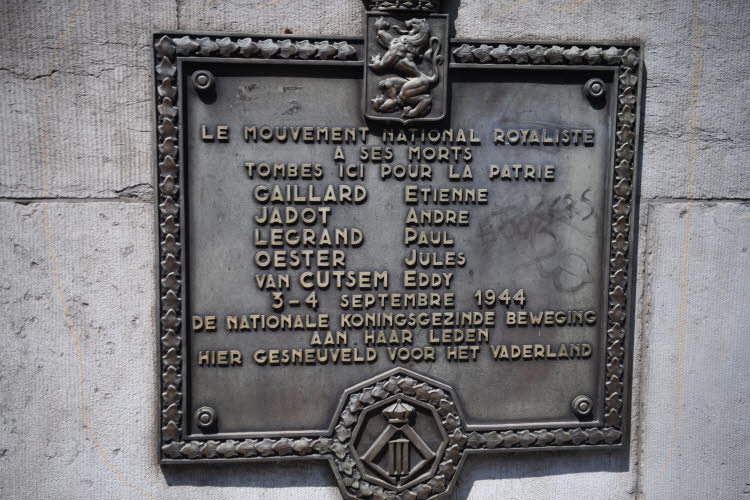 LE MOUVEMENT NATIONAL ROYALISTE
A SES MORTS
TOMBES ICI POUR LA PATRIE
GAILLARD ETIENNE
JADOT ANDRE
LEGRAND PAUL
OESTER JULES
VAN CUTSEM EDDY
3-4 SEPTEMBRE 1944
DE NATIONALE KONINGSGEZINDE BEWEGING
AAN HAAR LEDEN
HIER GESNEUVELD VOOR HET VADERLAND